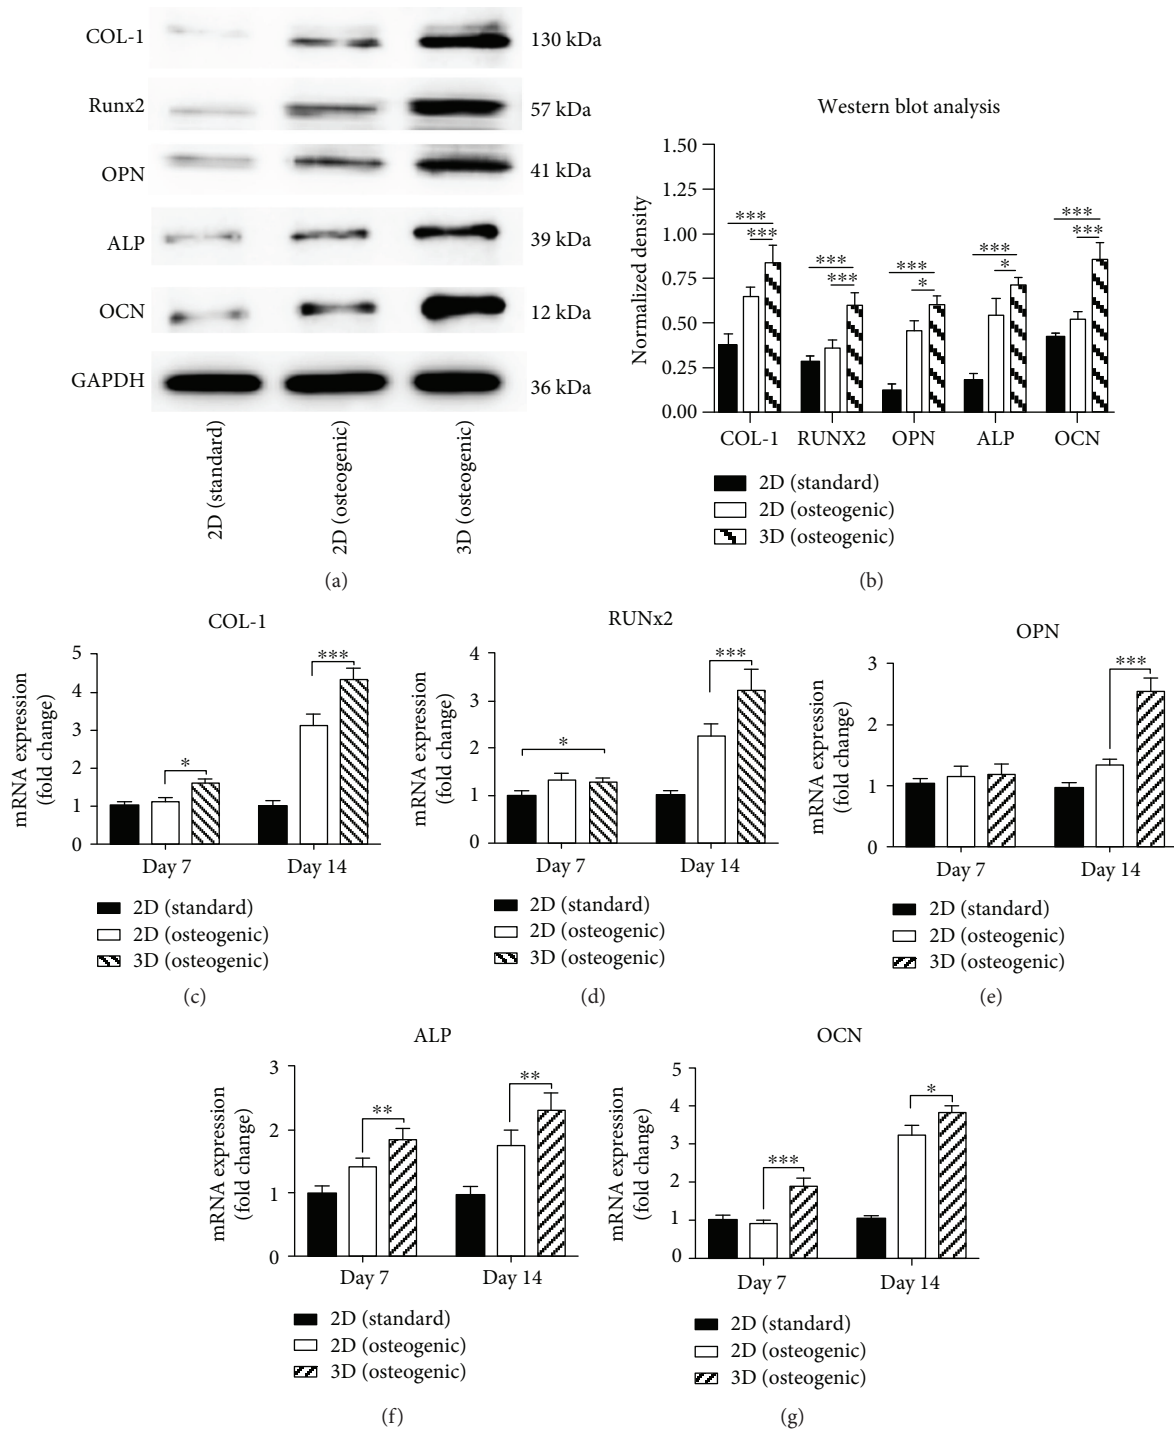 COL-1
130 kDa
Runx2
57 kDa
OPN
41 kDa
ALP
39 kDa
OCN
12 kDa
GAPDH
36 kDa
2D (standard)
2D (osteogenic)
3D (osteogenic)
(a)
Western blot analysis
Normalized density
1.50
1.25
1.00
0.75
0.50
0.25
0.00
*** *** *** *** *** * *** * *** ***
COL-1 RUNX2 OPN ALP OCN
2D (standard)
2D (osteogenic)
3D (osteogenic)
(b)
COL-1
mRNA expression
(fold change)
5
4
3
2
1
0
* ***
Day 7 Day 14
2D (standard)
2D (osteogenic)
3D (osteogenic)
(c)
RUNx2
mRNA expression
(fold change)
4
3
2
1
0
* ***
Day 7 Day 14
2D (standard)
2D (osteogenic)
3D (osteogenic)
(d)
OPN
mRNA expression
(fold change)
3
2
1
0
***
Day 7 Day 14
2D (standard)
2D (osteogenic)
3D (osteogenic)
(e)
ALP
mRNA expression
(fold change)
3
2
1
0
** **
Day 7 Day 14
2D (standard)
2D (osteogenic)
3D (osteogenic)
(f)
OCN
mRNA expression
(fold change)
5
4
3
2
1
0
*** *
Day 7 Day 14
2D (standard)
2D (osteogenic)
3D (osteogenic)
(g)